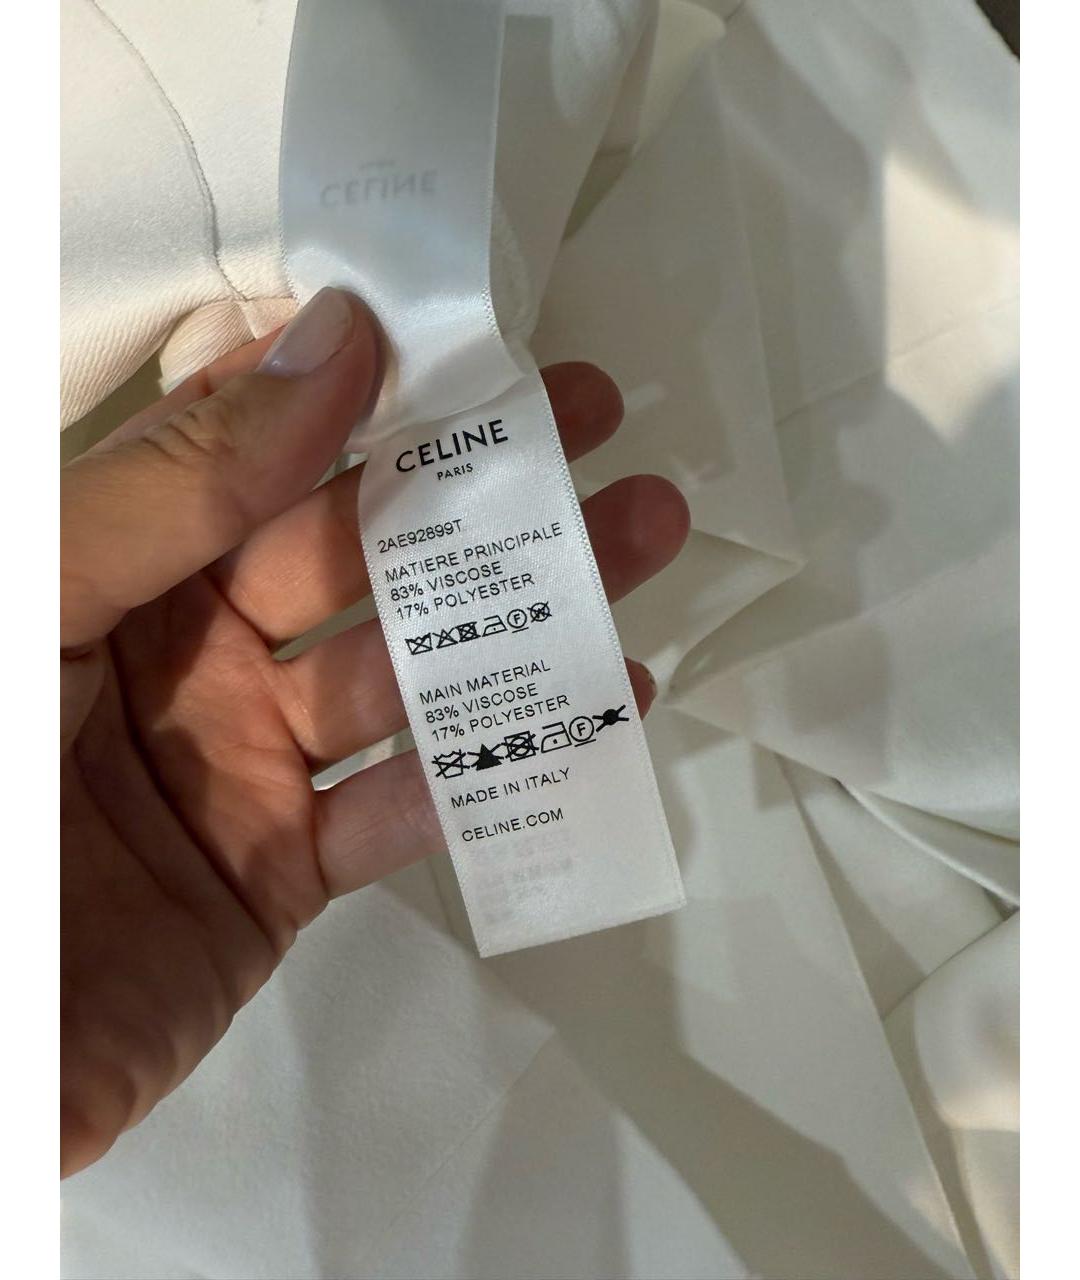 CELINE
CELINE
PARIS
2AE92899T
MATIERE PRINCIPALE
83% VISCOSE
17% POLYESTER
F W
MAIN MATERIAL
83% VISCOSE
17% POLYESTER
F
MADE IN ITALY
CELINE.COM